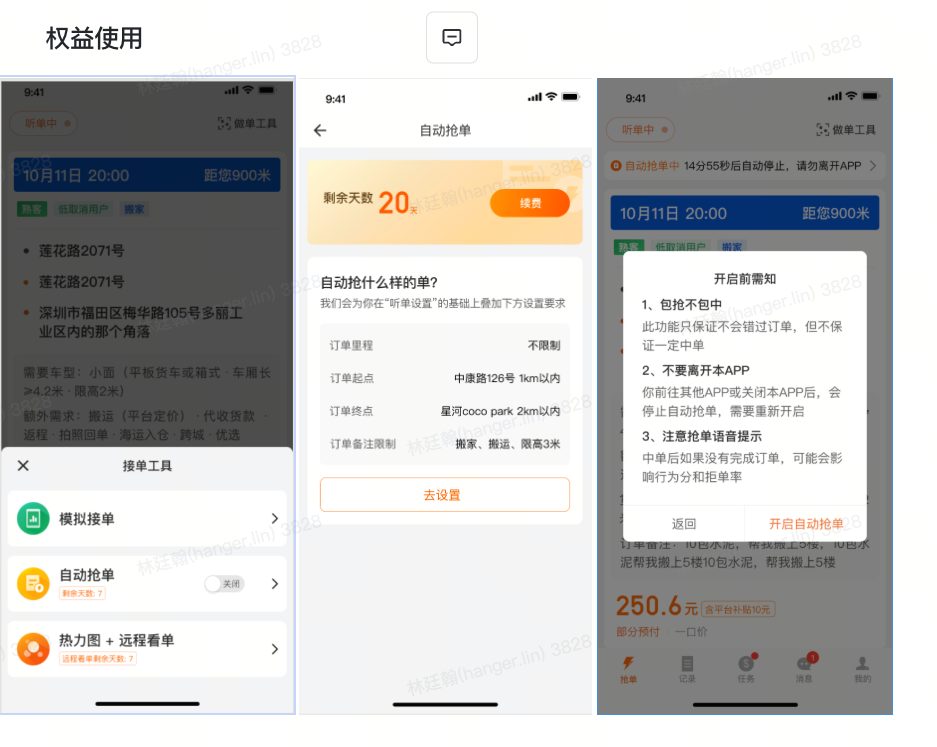 权益使用
9:41
听单中
做单工具
10月11日 20:00
距您900米
熟客
低取消用户
搬家
莲花路2071号
莲花路2071号
深圳市福田区梅华路105号多丽工
业区内的那个角落
需要车型：小面（平板货车或箱式 · 车厢长
≥4.2米 · 限高2米）
额外需求：搬运（平台定价） · 代收货款 ·
返程 · 拍照回单 · 海运入仓 · 跨城 · 优选
接单工具
模拟接单
自动抢单
剩余天数: 7
关闭
热力图 + 远程看单
远程看单剩余天数: 7
9:41
自动抢单
剩余天数 20天
续费
自动抢什么样的单?
我们会为你在“听单设置”的基础上叠加下方设置要求
订单里程
不限制
订单起点
中康路126号 1km以内
订单终点
星河coco park 2km以内
订单备注限制
搬家、搬运、限高3米
去设置
9:41
听单中
做单工具
自动抢单中 14分55秒后自动停止，请勿离开APP
10月11日 20:00
距您900米
熟客
低取消用户
搬家
开启前需知
1、包抢不包中
此功能只保证不会错过订单，但不保
证一定中单
2、不要离开本APP
你前往其他APP或关闭本APP后，会
停止自动抢单，需要重新开启
3、注意抢单语音提示
中单后如果没有完成订单，可能会影
响行为分和拒单率
返回
开启自动抢单
订单备注：10包水泥，帮我搬上5楼，10包水
泥帮我搬上5楼10包水泥，帮我搬上5楼
250.6元
含平台补贴10元
部分预付
一口价
抢单
记录
任务
消息
1
我的
林廷翰(hanger.lin) 3828